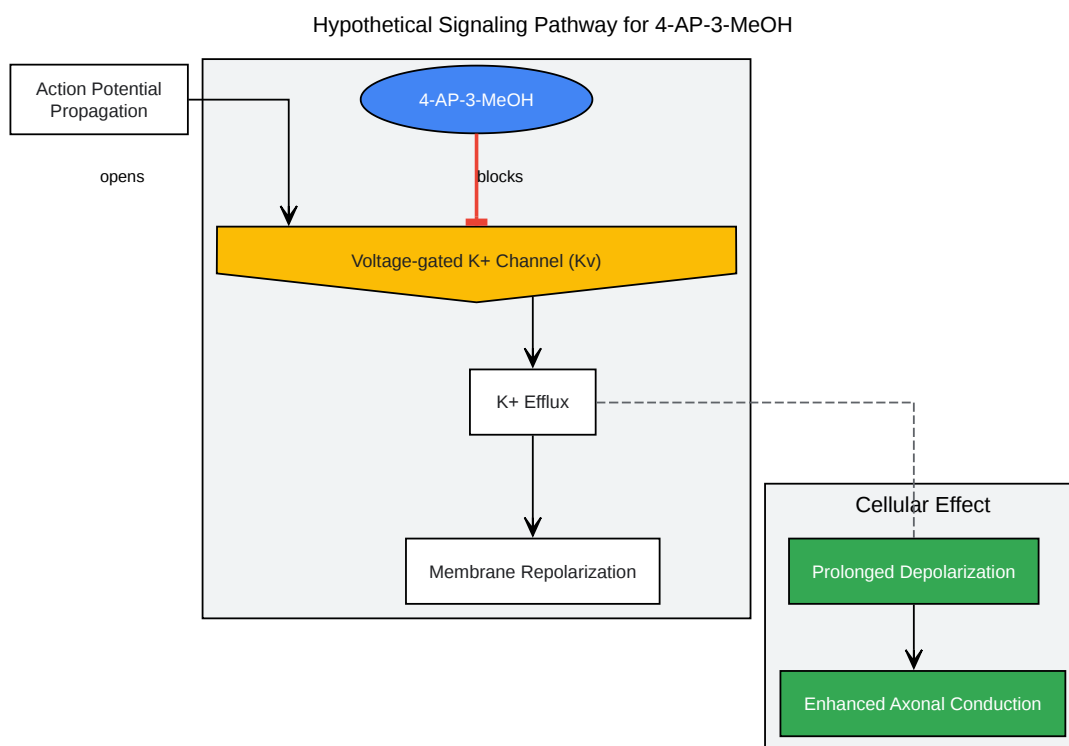 Hypothetical Signaling Pathway for 4-AP-3-MeOH
Action Potential
Propagation
4-AP-3-MeOH
opens
blocks
Voltage-gated K+ Channel (Kv)
K+ Efflux
Cellular Effect
Membrane Repolarization
Prolonged Depolarization
Enhanced Axonal Conduction